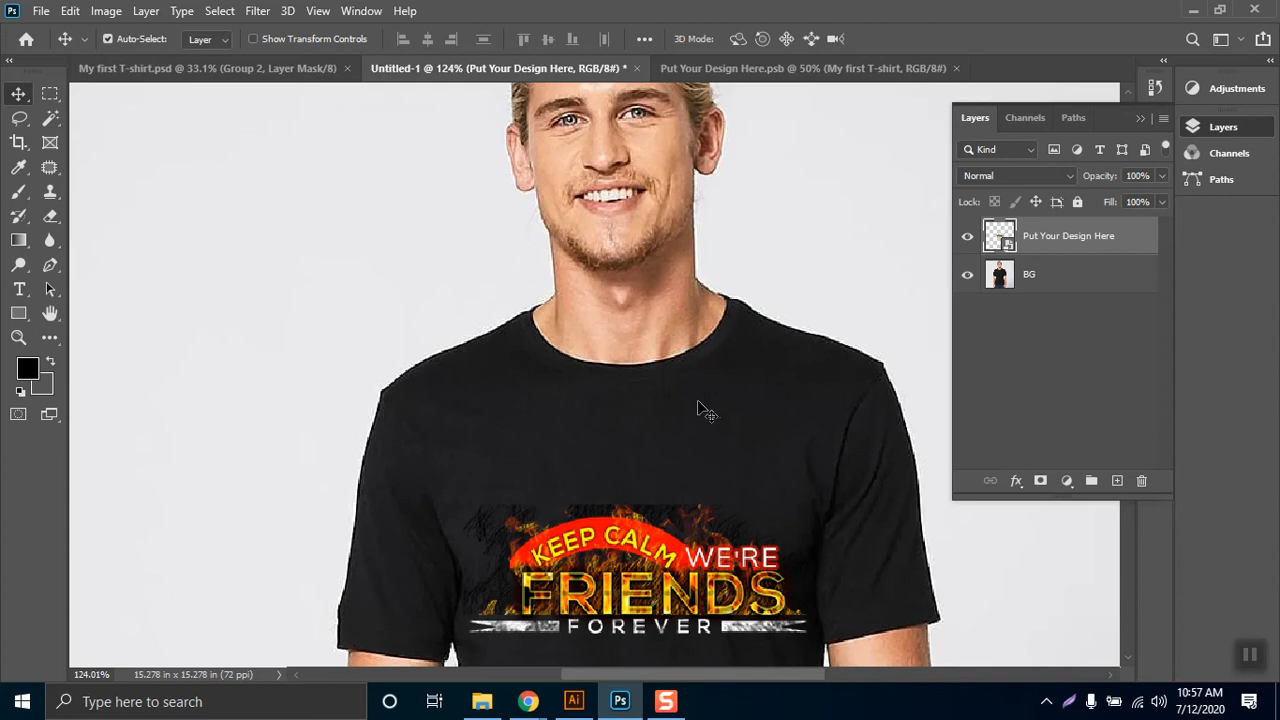 Ps File Edit Image Layer Type Select Filter 3D View Window Help
Auto-Select: Layer Show Transform Controls 3D Mode:
My first T-shirt.psd @ 33.1% (Group 2, Layer Mask/8) × Untitled-1 @ 124% (Put Your Design Here, RGB/8#) * × Put Your Design Here.psb @ 50% (My first T-shirt, RGB/8#) ×
Layers Channels Paths
Kind
Normal Opacity: 100%
Lock: Fill: 100%
Put Your Design Here
BG
Layers
Channels
Paths
Adjustments
KEEP CALM WE'RE
FRIENDS
FOREVER
124.01% 15.278 in x 15.278 in (72 ppi)
Type here to search
Ai Ps S
10:57 AM
7/12/2020